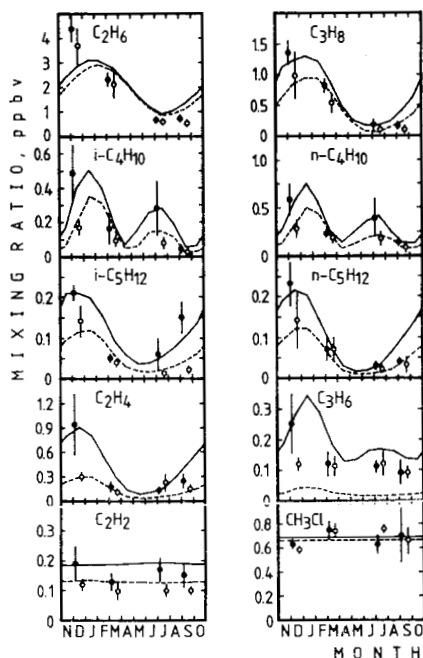 MIXING RATIO, ppbv
C2H6
4
3
2
1
0
C3H8
1.5
1.0
0.5
0
i-C4H10
0.6
0.4
0.2
0
n-C4H10
1.0
0.5
0.2
0
i-C5H12
0.2
0.1
0
n-C5H12
0.2
0.1
0
C2H4
1.2
0.9
0.6
0.3
0
C3H6
0.3
0.2
0.1
0
C2H2
0.3
0.2
0.1
0
CH3Cl
0.8
0.6
0.4
0.2
0
N D J F M A M J J A S O
N D J F M A M J J A S O
MONTH